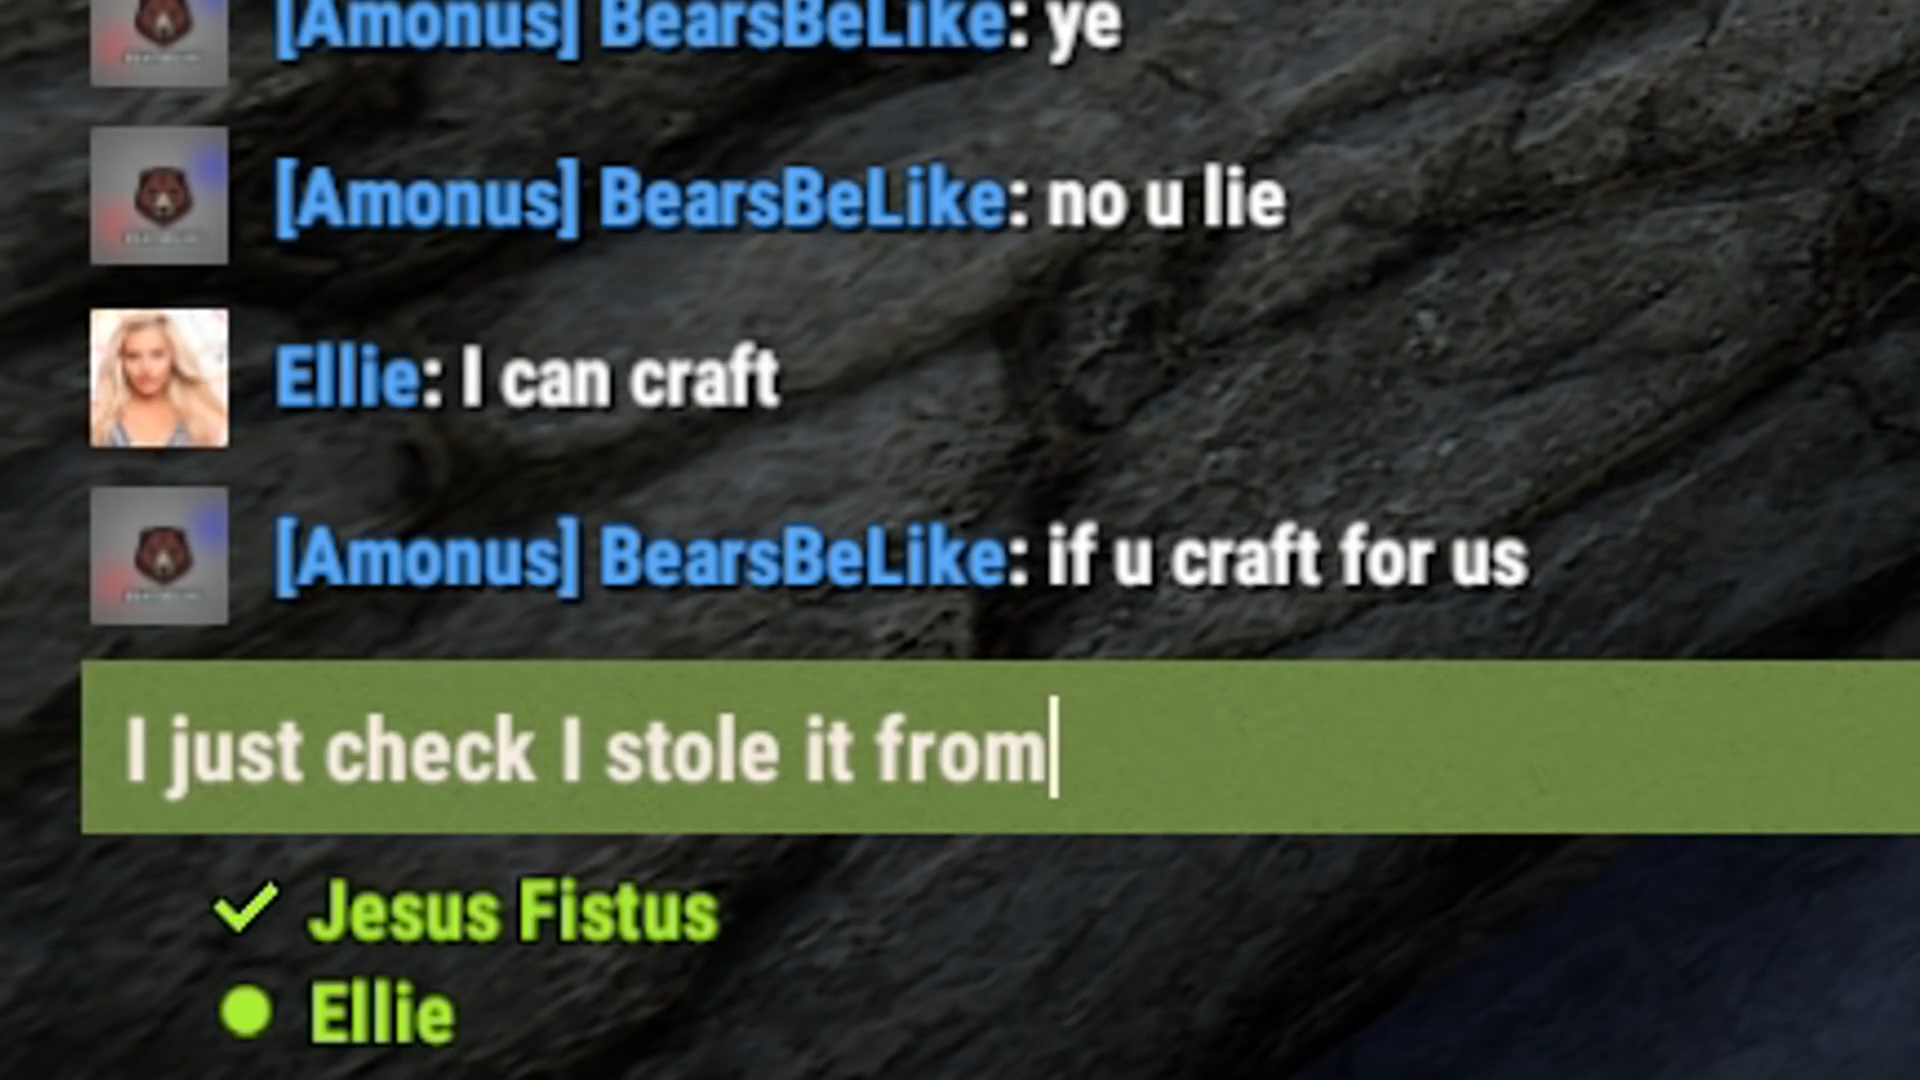 [Amonus] BearsBeLike: ye
[Amonus] BearsBeLike: no u lie
Ellie: I can craft
[Amonus] BearsBeLike: if u craft for us
I just check I stole it from
Jesus Fistus
Ellie